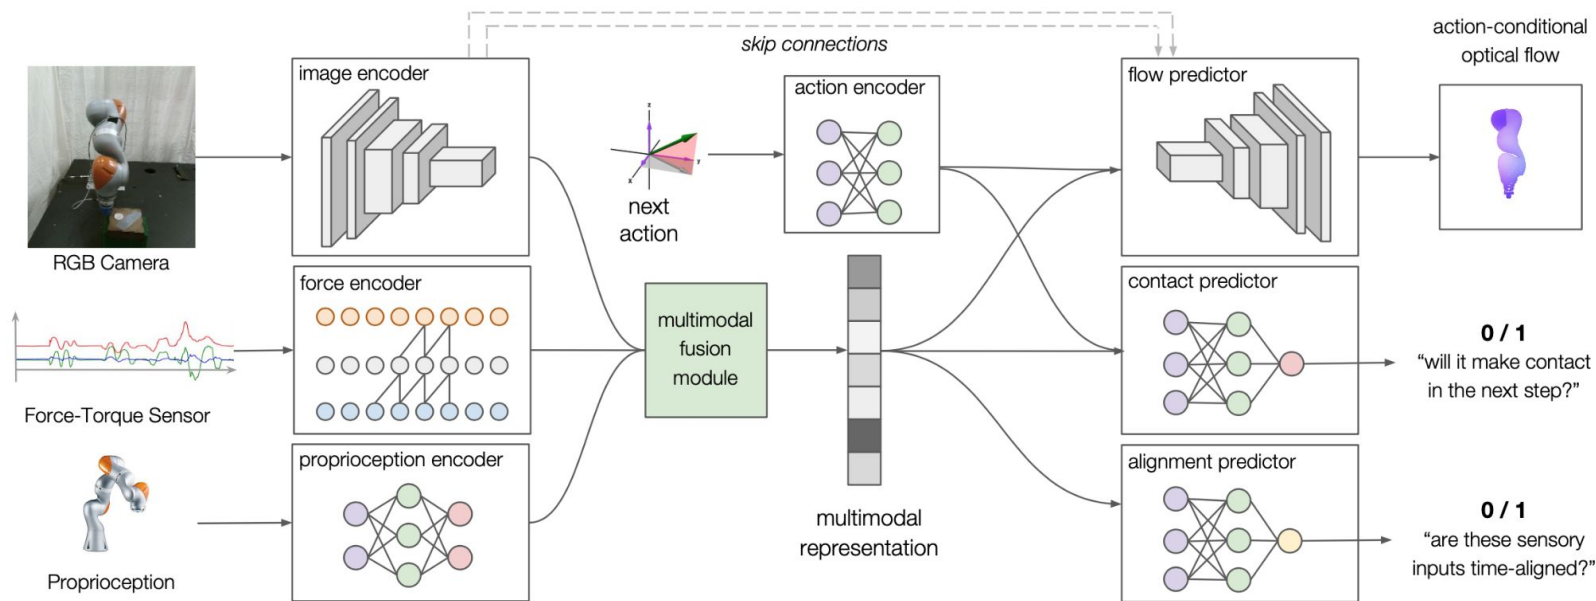 skip connections
action-conditional
optical flow
image encoder
action encoder
flow predictor
RGB Camera
z
y
x
next
action
force encoder
multimodal
fusion
module
contact predictor
0 / 1
“will it make contact
in the next step?”
Force-Torque Sensor
proprioception encoder
alignment predictor
0 / 1
“are these sensory
inputs time-aligned?”
multimodal
representation
Proprioception